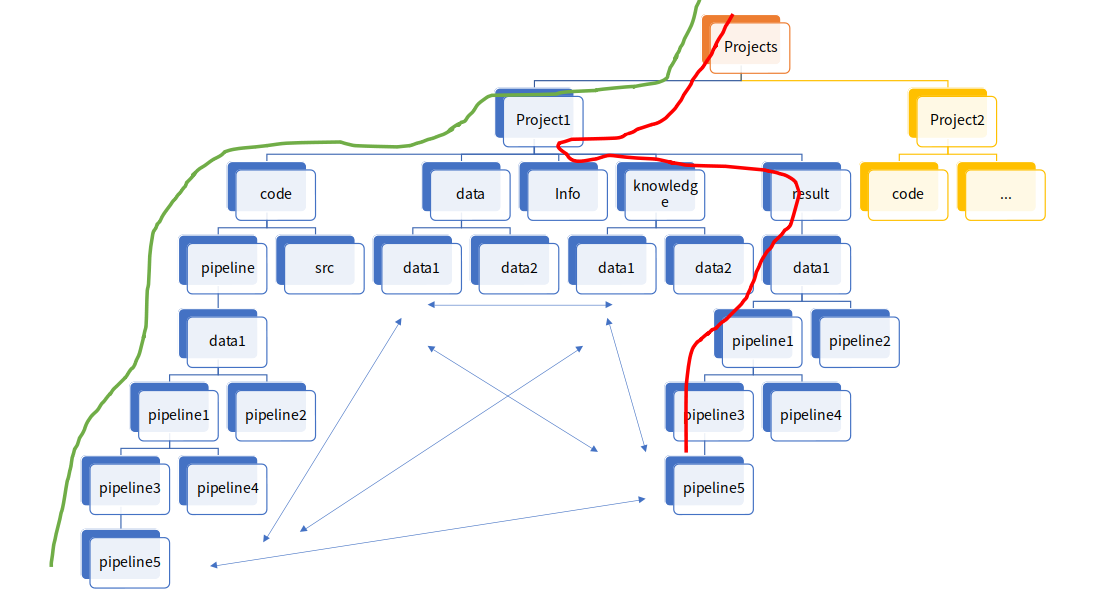 Projects
Project1
Project2
code
data
Info
knowledg
e
result
code
...
pipeline
src
data1
data2
data1
data2
data1
data1
pipeline1
pipeline2
pipeline1
pipeline2
pipeline3
pipeline4
pipeline3
pipeline4
pipeline5
pipeline5